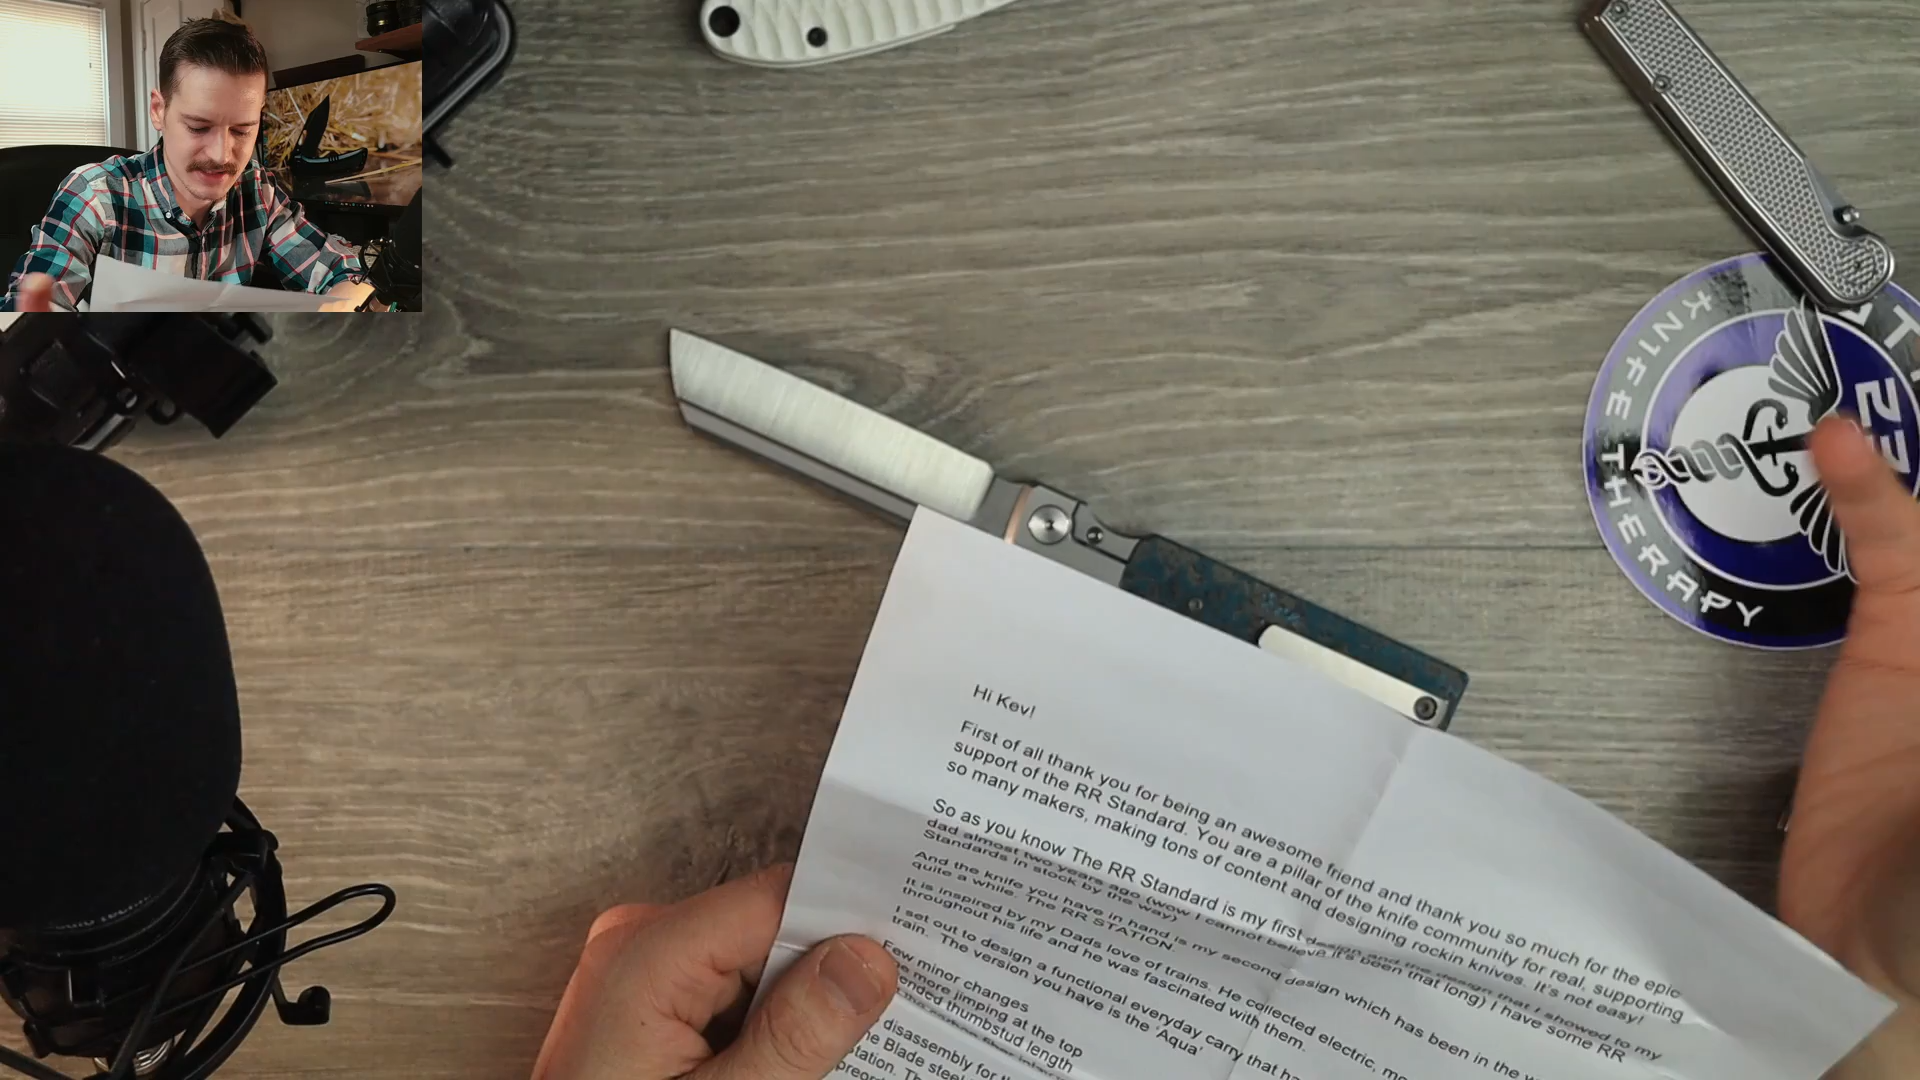 Hi Kev!
First of all thank you for being an awesome friend and thank you so much for the epic
support of the RR Standard. You are a pillar of the knife community for real, supporting
so many makers, making tons of content and designing rockin knives. It's not easy!
So as you know The RR Standard is my first design and the design that I showed to my
dad almost two years ago (wow I cannot believe it's been that long) I have some RR
Standards in stock by the way)
And the knife you have in hand is my second design which has been in the
quite a while. The RR STATION.
It is inspired by my Dads love of trains. He collected electric,
throughout his life and he was fascinated with them.
I set out to design a functional everyday carry that
train. The version you have is the 'Aqua'
Few minor changes
more jimping at the top
thumbstud length
disassembly for
Blade steel
KNIFE THERAPY